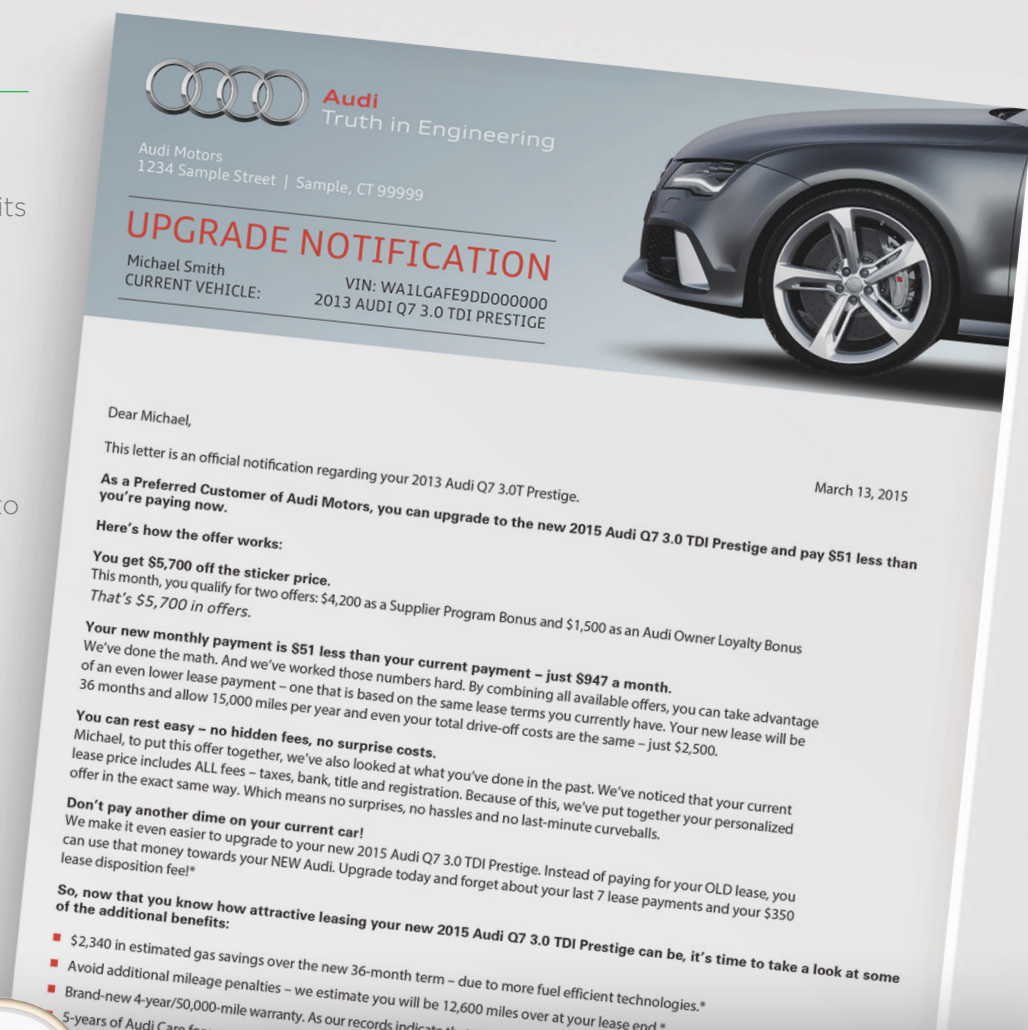 its
to
Audi
Truth in Engineering
Audi Motors
1234 Sample Street | Sample, CT 99999
UPGRADE NOTIFICATION
Michael Smith
VIN: WA1LGAFE9DD000000
CURRENT VEHICLE:
2013 AUDI Q7 3.0 TDI PRESTIGE
Dear Michael,
March 13, 2015
This letter is an official notification regarding your 2013 Audi Q7 3.0T Prestige.
As a Preferred Customer of Audi Motors, you can upgrade to the new 2015 Audi Q7 3.0 TDI Prestige and pay $51 less than
you're paying now.
Here's how the offer works:
You get $5,700 off the sticker price.
This month, you qualify for two offers: $4,200 as a Supplier Program Bonus and $1,500 as an Audi Owner Loyalty Bonus
That's $5,700 in offers.
Your new monthly payment is $51 less than your current payment – just $947 a month.
We've done the math. And we've worked those numbers hard. By combining all available offers, you can take advantage
of an even lower lease payment – one that is based on the same lease terms you currently have. Your new lease will be
36 months and allow 15,000 miles per year and even your total drive-off costs are the same – just $2,500.
You can rest easy – no hidden fees, no surprise costs.
Michael, to put this offer together, we've also looked at what you've done in the past. We've noticed that your current
lease price includes ALL fees – taxes, bank, title and registration. Because of this, we've put together your personalized
offer in the exact same way. Which means no surprises, no hassles and no last-minute curveballs.
Don't pay another dime on your current car!
We make it even easier to upgrade to your new 2015 Audi Q7 3.0 TDI Prestige. Instead of paying for your OLD lease, you
can use that money towards your NEW Audi. Upgrade today and forget about your last 7 lease payments and your $350
lease disposition fee!*
So, now that you know how attractive leasing your new 2015 Audi Q7 3.0 TDI Prestige can be, it's time to take a look at some
of the additional benefits:
$2,340 in estimated gas savings over the new 36-month term – due to more fuel efficient technologies.*
Avoid additional mileage penalties – we estimate you will be 12,600 miles over at your lease end.*
Brand-new 4-year/50,000-mile warranty. As our records indicate
5-years of Audi Care